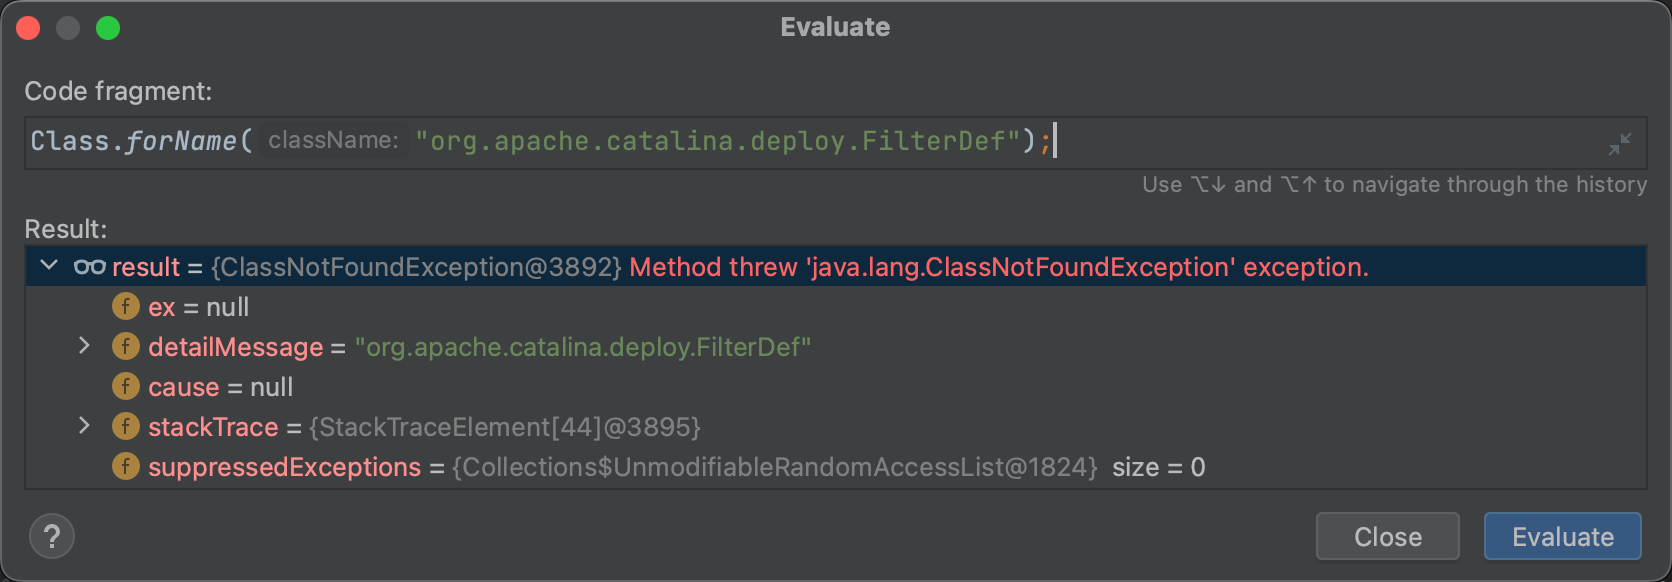 Evaluate
Code fragment:
Class.forName( className: "org.apache.catalina.deploy.FilterDef");
Use ⌥↓ and ⌥↑ to navigate through the history
Result:
result = {ClassNotFoundException@3892} Method threw 'java.lang.ClassNotFoundException' exception.
f ex = null
f detailMessage = "org.apache.catalina.deploy.FilterDef"
f cause = null
f stackTrace = {StackTraceElement[44]@3895}
f suppressedExceptions = {Collections$UnmodifiableRandomAccessList@1824} size = 0
? Close Evaluate